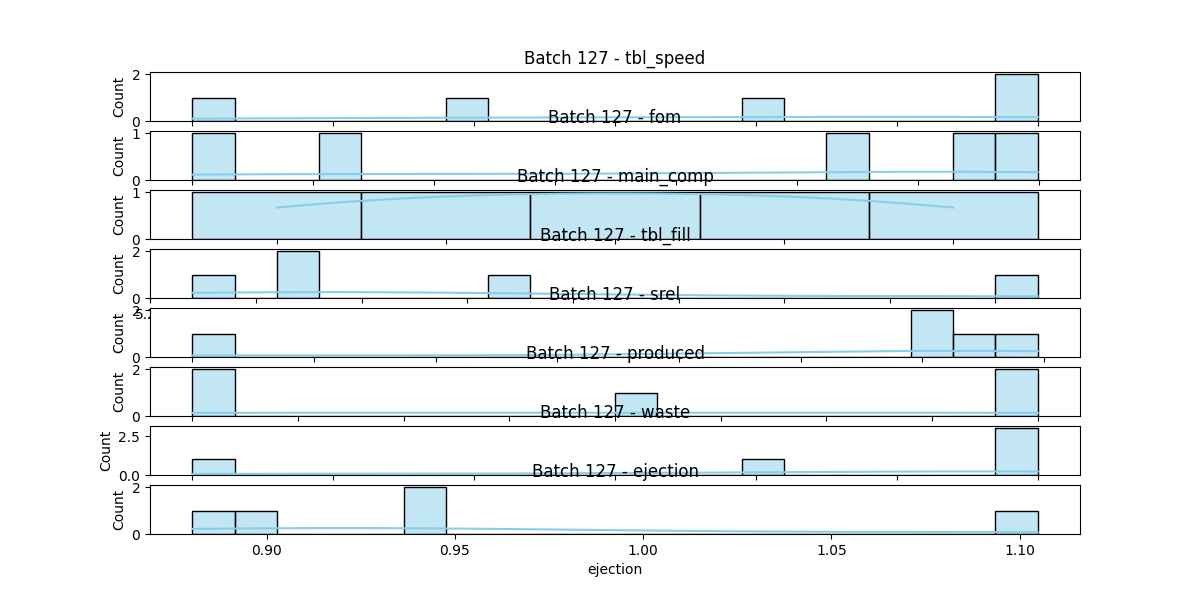 Batch 127 - tbl_speed
2
Count
0
Batch 127 - fom
1
Count
0
Batch 127 - main_comp
1
Count
0
Batch 127 - tbl_fill
2
Count
0
Batch 127 - srel
2
Count
0
Batch 127 - produced
2
Count
0
Batch 127 - waste
2.5
Count
0.0
Batch 127 - ejection
2
Count
0
0.90 0.95 1.00 1.05 1.10
ejection